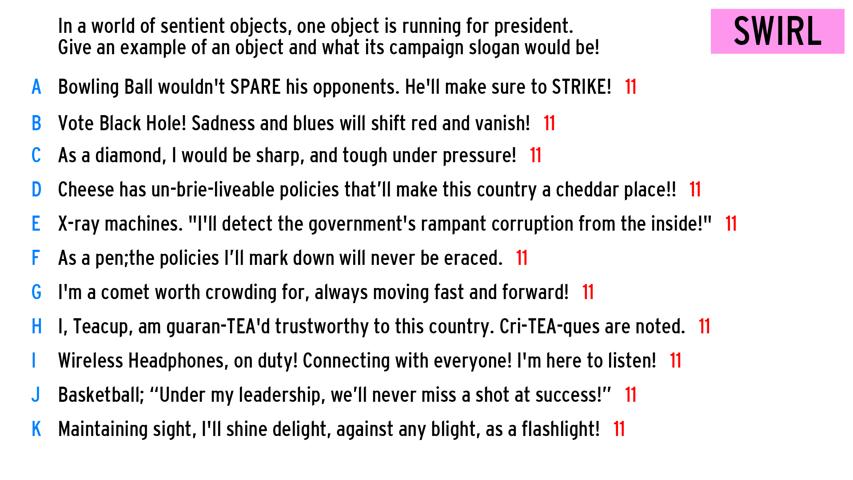 In a world of sentient objects, one object is running for president.
Give an example of an object and what its campaign slogan would be!
SWIRL
A Bowling Ball wouldn't SPARE his opponents. He'll make sure to STRIKE! 11
B Vote Black Hole! Sadness and blues will shift red and vanish! 11
C As a diamond, I would be sharp, and tough under pressure! 11
D Cheese has un-brie-liveable policies that’ll make this country a cheddar place!! 11
E X-ray machines. "I'll detect the government's rampant corruption from the inside!" 11
F As a pen;the policies I’ll mark down will never be eraced. 11
G I'm a comet worth crowding for, always moving fast and forward! 11
H I, Teacup, am guaran-TEA'd trustworthy to this country. Cri-TEA-ques are noted. 11
I Wireless Headphones, on duty! Connecting with everyone! I'm here to listen! 11
J Basketball; “Under my leadership, we’ll never miss a shot at success!” 11
K Maintaining sight, I'll shine delight, against any blight, as a flashlight! 11